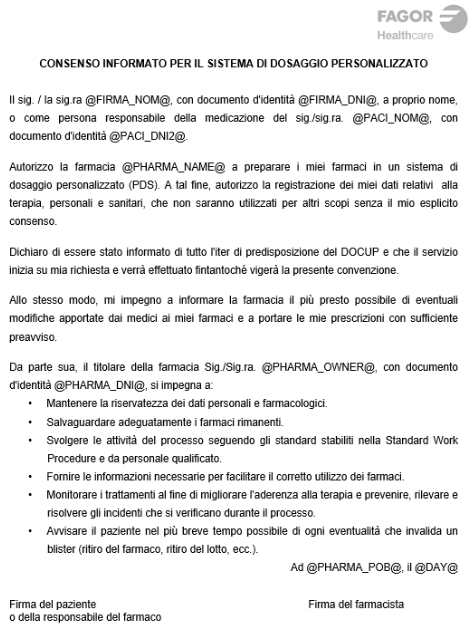 FAGOR
Healthcare
CONSENSO INFORMATO PER IL SISTEMA DI DOSAGGIO PERSONALIZZATO
Il sig. / la sig.ra @FIRMA_NOM@, con documento d'identità @FIRMA_DNI@, a proprio nome,
o come persona responsabile della medicazione del sig./sig.ra. @PACI_NOM@, con
documento d'identità @PACI_DNI2@.
Autorizzo la farmacia @PHARMA_NAME@ a preparare i miei farmaci in un sistema di
dosaggio personalizzato (PDS). A tal fine, autorizzo la registrazione dei miei dati relativi alla
terapia, personali e sanitari, che non saranno utilizzati per altri scopi senza il mio esplicito
consenso.
Dichiaro di essere stato informato di tutto l'iter di predisposizione del DOCUP e che il servizio
inizia su mia richiesta e verrà effettuato fintantoché vigerà la presente convenzione.
Allo stesso modo, mi impegno a informare la farmacia il più presto possibile di eventuali
modifiche apportate dai medici ai miei farmaci e a portare le mie prescrizioni con sufficiente
preavviso.
Da parte sua, il titolare della farmacia Sig./Sig.ra. @PHARMA_OWNER@, con documento
d'identità @PHARMA_DNI@, si impegna a:
• Mantenere la riservatezza dei dati personali e farmacologici.
• Salvaguardare adeguatamente i farmaci rimanenti.
• Svolgere le attività del processo seguendo gli standard stabiliti nella Standard Work
Procedure e da personale qualificato.
• Fornire le informazioni necessarie per facilitare il corretto utilizzo dei farmaci.
• Monitorare i trattamenti al fine di migliorare l'aderenza alla terapia e prevenire, rilevare e
risolvere gli incidenti che si verificano durante il processo.
• Avvisare il paziente nel più breve tempo possibile di ogni eventualità che invalida un
blister (ritiro del farmaco, ritiro del lotto, ecc.).
Ad @PHARMA_POB@, il @DAY@
Firma del paziente Firma del farmacista
o della responsabile del farmaco